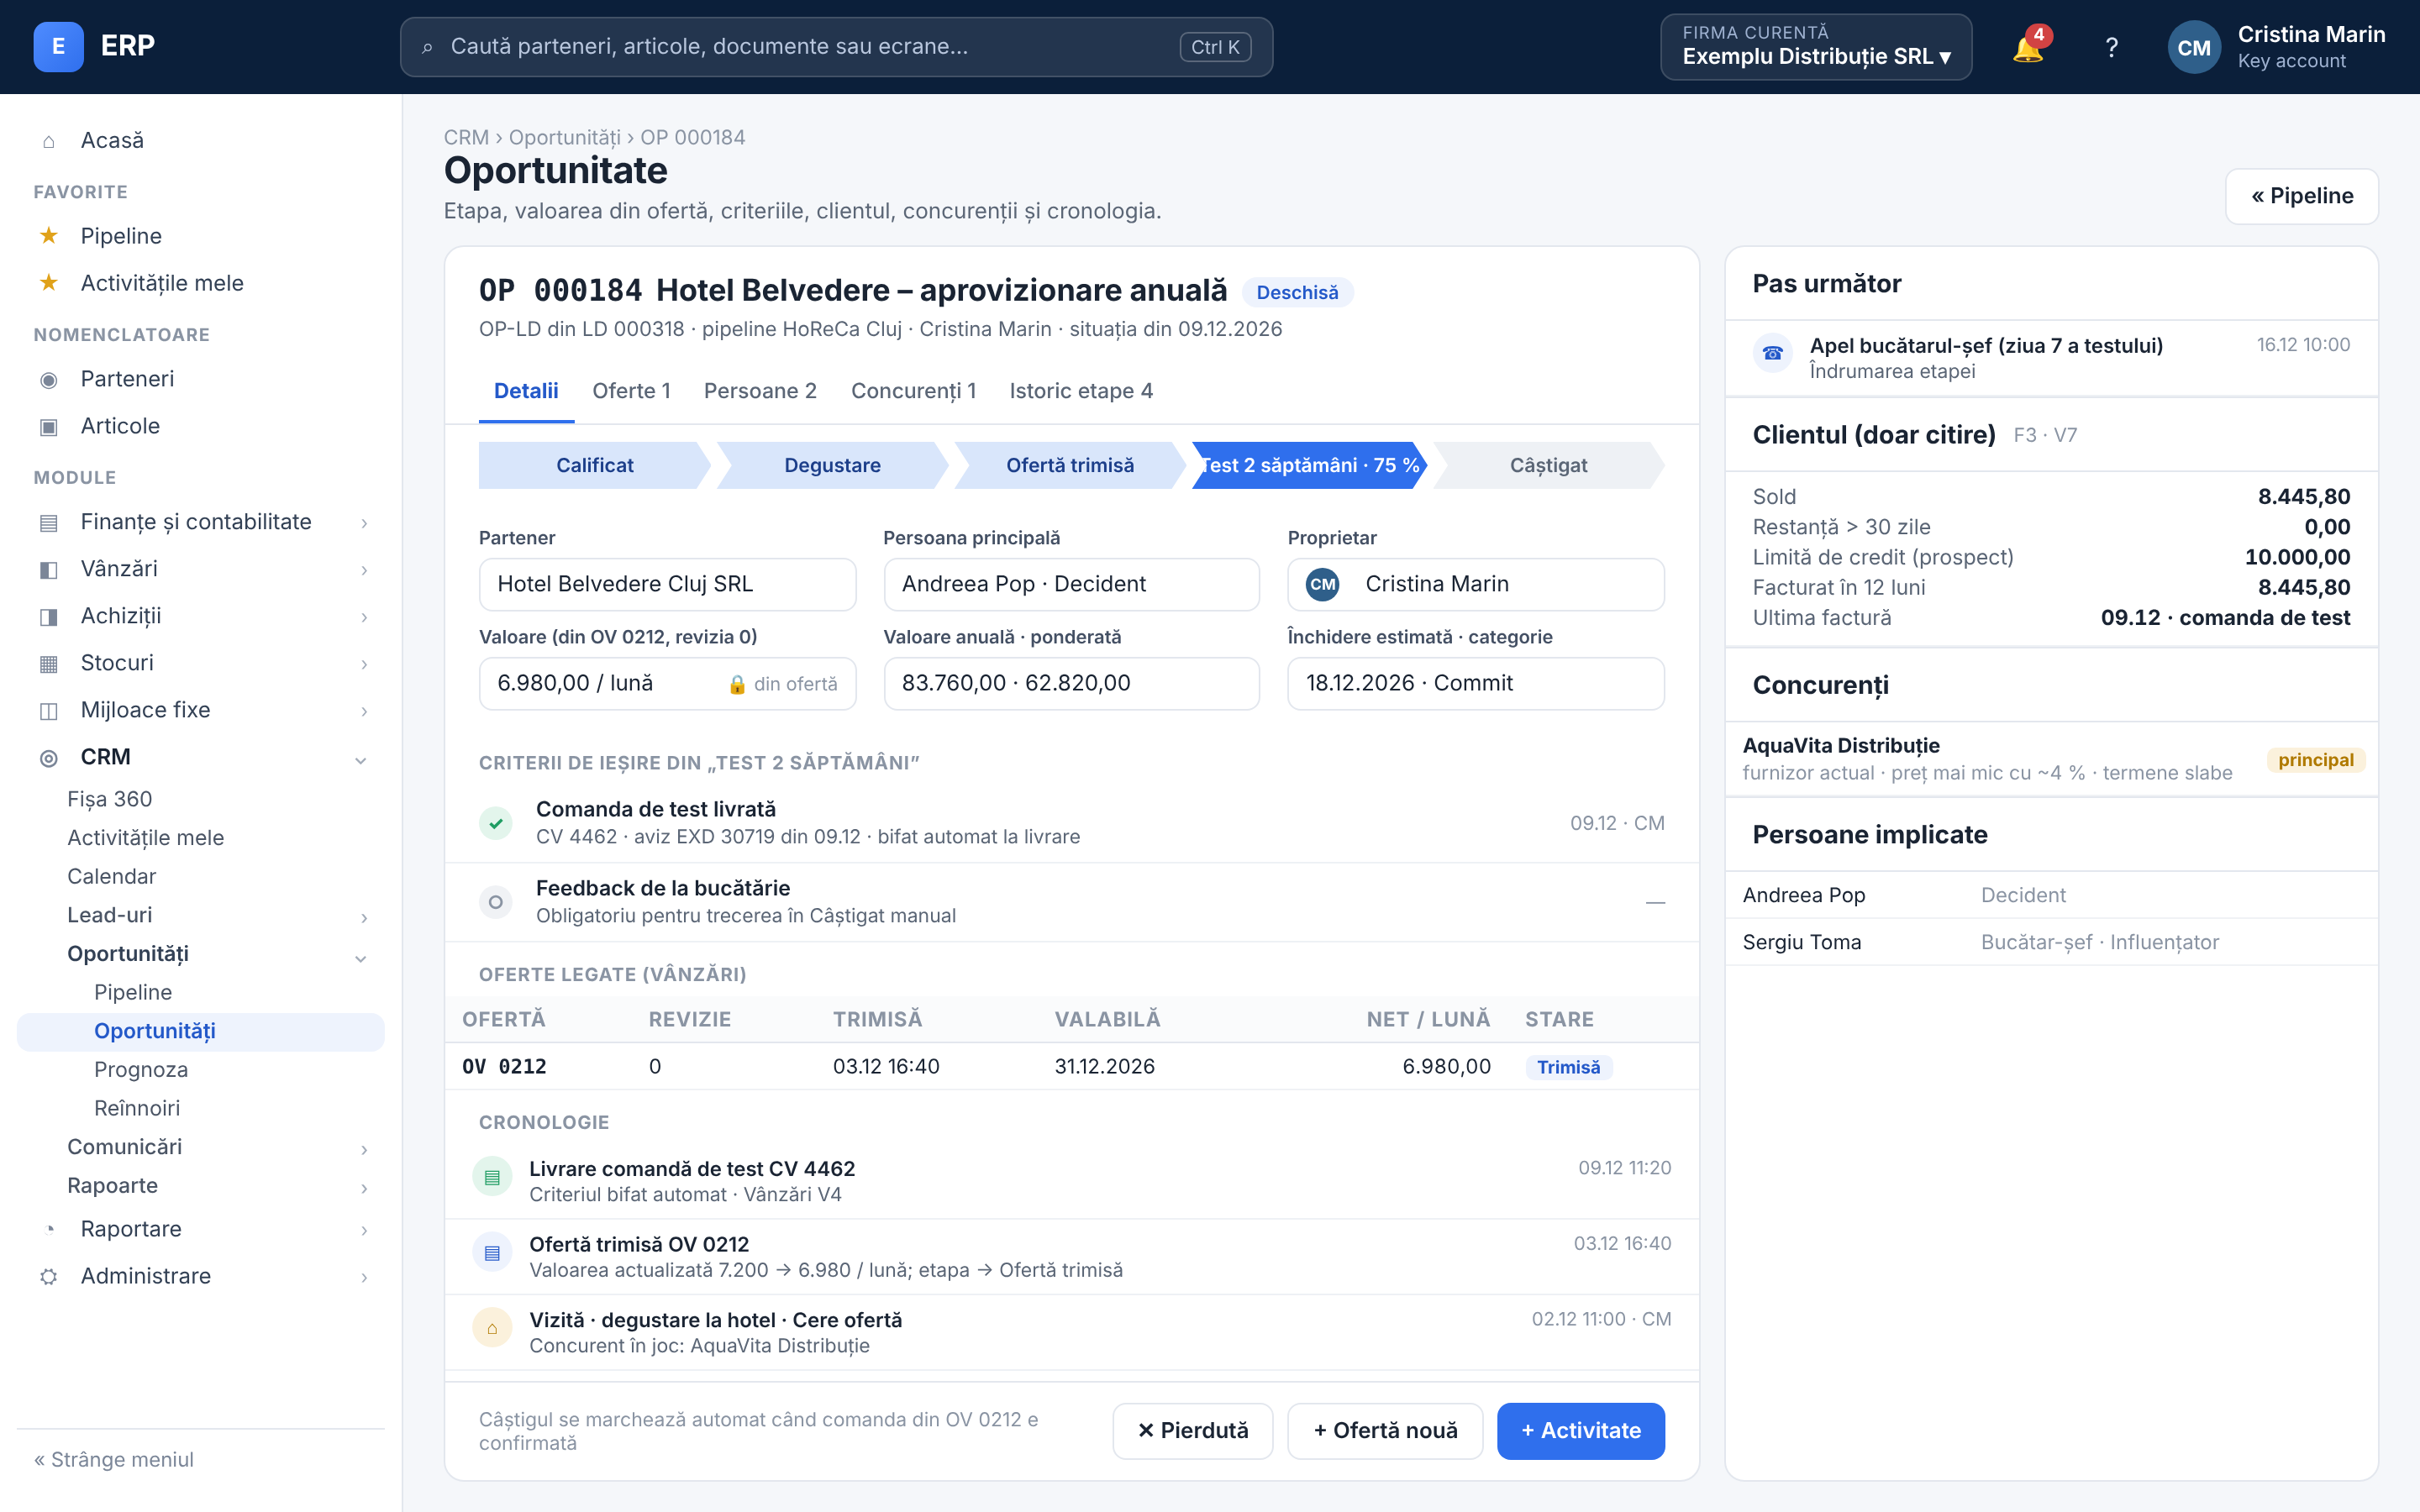 E ERP
Caută parteneri, articole, documente sau ecrane... Ctrl K
FIRMA CURENTĂ
Exemplu Distribuție SRL ▾
4
?
CM
Cristina Marin
Key account
Acasă
FAVORITE
★ Pipeline
★ Activitățile mele
NOMENCLATOARE
Parteneri
Articole
MODULE
Finanțe și contabilitate ›
Vânzări ›
Achiziții ›
Stocuri ›
Mijloace fixe ›
CRM
Fișa 360
Activitățile mele
Calendar
Lead-uri ›
Oportunități
Pipeline
Oportunități
Prognoza
Reînnoiri
Comunicări ›
Rapoarte ›
Raportare ›
Administrare ›
« Strânge meniul
CRM › Oportunități › OP 000184
Oportunitate
Etapa, valoarea din ofertă, criteriile, clientul, concurenții și cronologia.
« Pipeline
OP 000184 Hotel Belvedere – aprovizionare anuală Deschisă
OP-LD din LD 000318 · pipeline HoReCa Cluj · Cristina Marin · situația din 09.12.2026
Detalii Oferte 1 Persoane 2 Concurenți 1 Istoric etape 4
Calificat Degustare Ofertă trimisă Test 2 săptămâni · 75 % Câștigat
Partener Persoana principală Proprietar
Hotel Belvedere Cluj SRL Andreea Pop · Decident CM Cristina Marin
Valoare (din OV 0212, revizia 0) Valoare anuală · ponderată Închidere estimată · categorie
6.980,00 / lună 🔒 din ofertă 83.760,00 · 62.820,00 18.12.2026 · Commit
CRITERII DE IEȘIRE DIN „TEST 2 SĂPTĂMÂNI”
Comanda de test livrată
CV 4462 · aviz EXD 30719 din 09.12 · bifat automat la livrare
09.12 · CM
Feedback de la bucătărie
Obligatoriu pentru trecerea în Câștigat manual
—
OFERTE LEGATE (VÂNZĂRI)
OFERTĂ REVIZIE TRIMISĂ VALABILĂ NET / LUNĂ STARE
OV 0212 0 03.12 16:40 31.12.2026 6.980,00 Trimisă
CRONOLOGIE
Livrare comandă de test CV 4462 09.12 11:20
Criteriul bifat automat · Vânzări V4
Ofertă trimisă OV 0212 03.12 16:40
Valoarea actualizată 7.200 → 6.980 / lună; etapa → Ofertă trimisă
Vizită · degustare la hotel · Cere ofertă 02.12 11:00 · CM
Concurent în joc: AquaVita Distribuție
Câștigul se marchează automat când comanda din OV 0212 e
confirmată
✕ Pierdută + Ofertă nouă + Activitate
Pas următor
Apel bucătarul-șef (ziua 7 a testului) 16.12 10:00
Îndrumarea etapei
Clientul (doar citire) F3 · V7
Sold 8.445,80
Restanță > 30 zile 0,00
Limită de credit (prospect) 10.000,00
Facturat în 12 luni 8.445,80
Ultima factură 09.12 · comanda de test
Concurenți
AquaVita Distribuție
furnizor actual · preț mai mic cu ~4 % · termene slabe
principal
Persoane implicate
Andreea Pop Decident
Sergiu Toma Bucătar-șef · Influențator